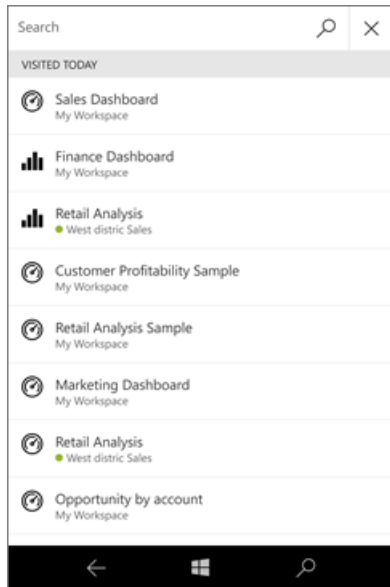 Search
VISITED TODAY
Sales Dashboard
My Workspace
Finance Dashboard
My Workspace
Retail Analysis
West distric Sales
Customer Profitability Sample
My Workspace
Retail Analysis Sample
My Workspace
Marketing Dashboard
My Workspace
Retail Analysis
West distric Sales
Opportunity by account
My Workspace